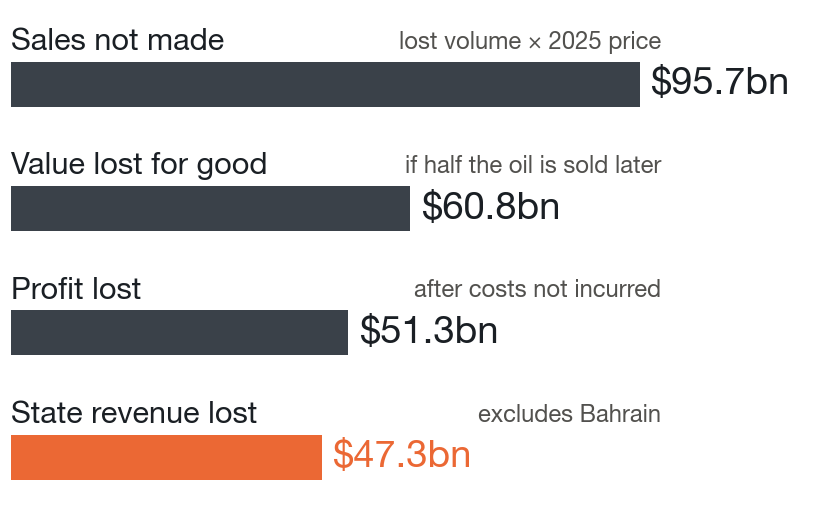 Sales not made lost volume × 2025 price
$95.7bn
Value lost for good if half the oil is sold later
$60.8bn
Profit lost after costs not incurred
$51.3bn
State revenue lost excludes Bahrain
$47.3bn